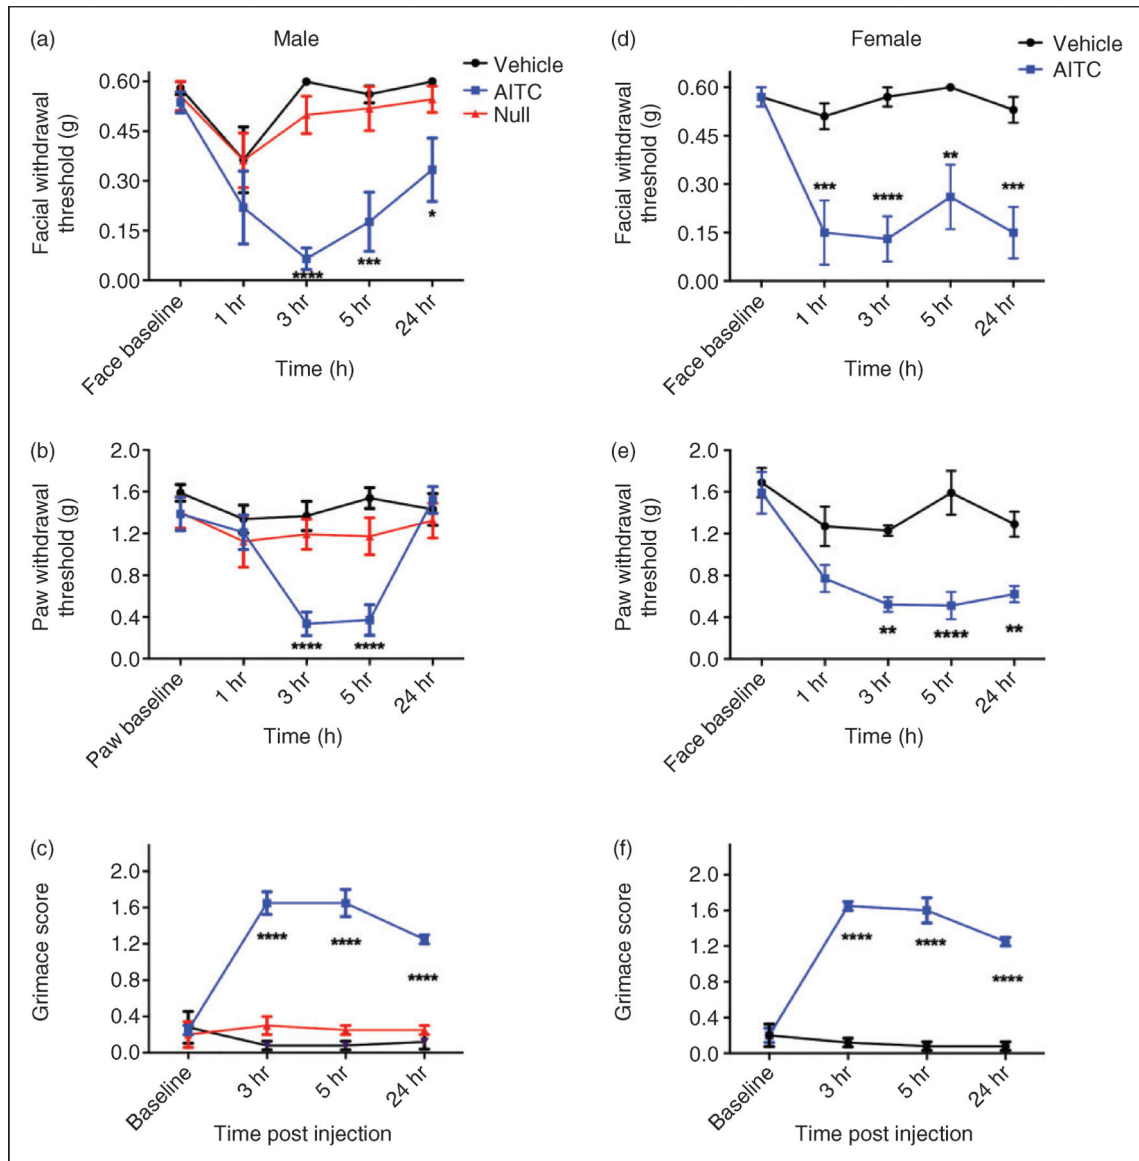 (a)
Male
Vehicle
AITC
Null
Facial withdrawal
threshold (g)
0.60
0.45
0.30
0.15
0.00
****
***
*
Face baseline
1 hr
3 hr
5 hr
24 hr
Time (h)
(d)
Female
Vehicle
AITC
Facial withdrawal
threshold (g)
0.60
0.45
0.30
0.15
0.00
***
****
**
***
Face baseline
1 hr
3 hr
5 hr
24 hr
Time (h)
(b)
Paw withdrawal
threshold (g)
2.0
1.6
1.2
0.8
0.4
0.0
****
****
Paw baseline
1 hr
3 hr
5 hr
24 hr
Time (h)
(e)
Paw withdrawal
threshold (g)
2.0
1.6
1.2
0.8
0.4
0.0
**
****
**
Face baseline
1 hr
3 hr
5 hr
24 hr
Time (h)
(c)
Grimace score
2.0
1.6
1.2
0.8
0.4
0.0
****
****
****
Baseline
3 hr
5 hr
24 hr
Time post injection
(f)
Grimace score
2.0
1.6
1.2
0.8
0.4
0.0
****
****
****
Baseline
3 hr
5 hr
24 hr
Time post injection